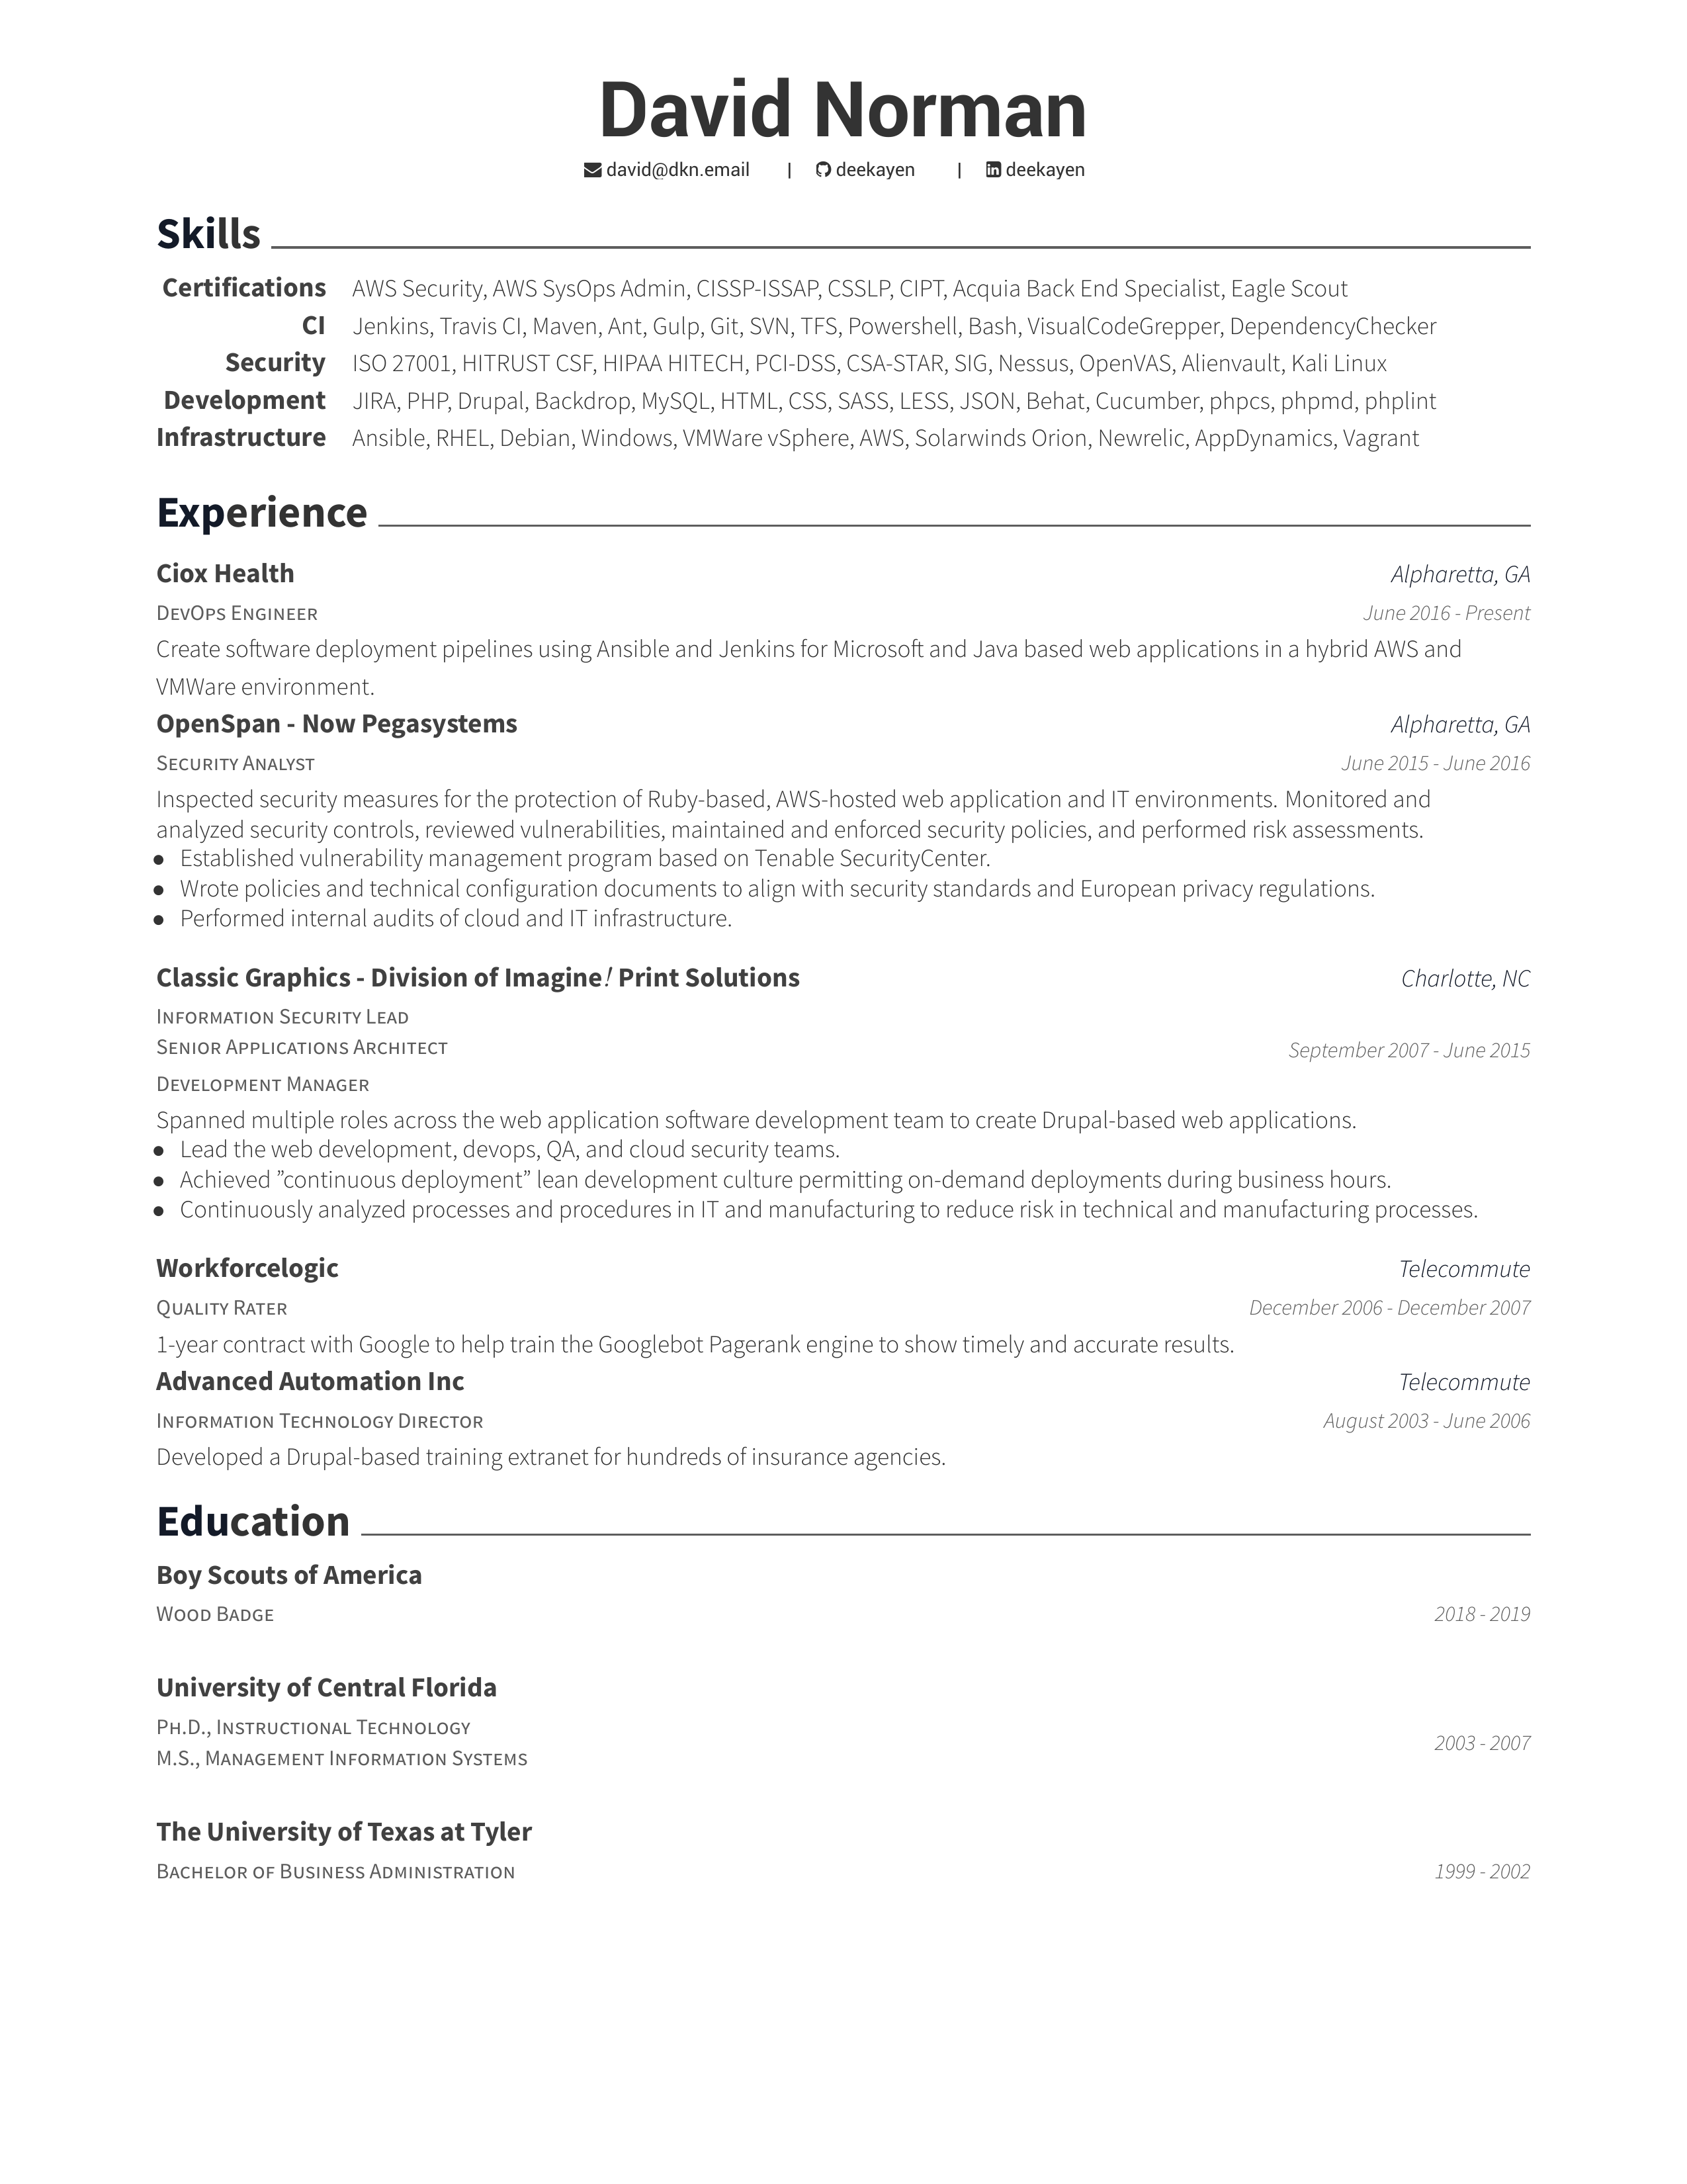 David Norman
david@dkn.email | deekayen | deekayen
Skills
Certifications AWS Security, AWS SysOps Admin, CISSP-ISSAP, CSSLP, CIPT, Acquia Back End Specialist, Eagle Scout
CI Jenkins, Travis CI, Maven, Ant, Gulp, Git, SVN, TFS, Powershell, Bash, VisualCodeGrepper, DependencyChecker
Security ISO 27001, HITRUST CSF, HIPAA HITECH, PCI-DSS, CSA-STAR, SIG, Nessus, OpenVAS, Alienvault, Kali Linux
Development JIRA, PHP, Drupal, Backdrop, MySQL, HTML, CSS, SASS, LESS, JSON, Behat, Cucumber, phpcs, phpmd, phplint
Infrastructure Ansible, RHEL, Debian, Windows, VMWare vSphere, AWS, Solarwinds Orion, Newrelic, AppDynamics, Vagrant
Experience
Ciox Health Alpharetta, GA
DevOps Engineer June 2016 - Present
Create software deployment pipelines using Ansible and Jenkins for Microsoft and Java based web applications in a hybrid AWS and
VMWare environment.
OpenSpan - Now Pegasystems Alpharetta, GA
Security Analyst June 2015 - June 2016
Inspected security measures for the protection of Ruby-based, AWS-hosted web application and IT environments. Monitored and
analyzed security controls, reviewed vulnerabilities, maintained and enforced security policies, and performed risk assessments.
• Established vulnerability management program based on Tenable SecurityCenter.
• Wrote policies and technical configuration documents to align with security standards and European privacy regulations.
• Performed internal audits of cloud and IT infrastructure.
Classic Graphics - Division of Imagine! Print Solutions Charlotte, NC
Information Security Lead
Senior Applications Architect September 2007 - June 2015
Development Manager
Spanned multiple roles across the web application software development team to create Drupal-based web applications.
• Lead the web development, devops, QA, and cloud security teams.
• Achieved ”continuous deployment” lean development culture permitting on-demand deployments during business hours.
• Continuously analyzed processes and procedures in IT and manufacturing to reduce risk in technical and manufacturing processes.
Workforcelogic Telecommute
Quality Rater December 2006 - December 2007
1-year contract with Google to help train the Googlebot Pagerank engine to show timely and accurate results.
Advanced Automation Inc Telecommute
Information Technology Director August 2003 - June 2006
Developed a Drupal-based training extranet for hundreds of insurance agencies.
Education
Boy Scouts of America
Wood Badge 2018 - 2019
University of Central Florida
Ph.D., Instructional Technology
2003 - 2007
M.S., Management Information Systems
The University of Texas at Tyler
Bachelor of Business Administration 1999 - 2002